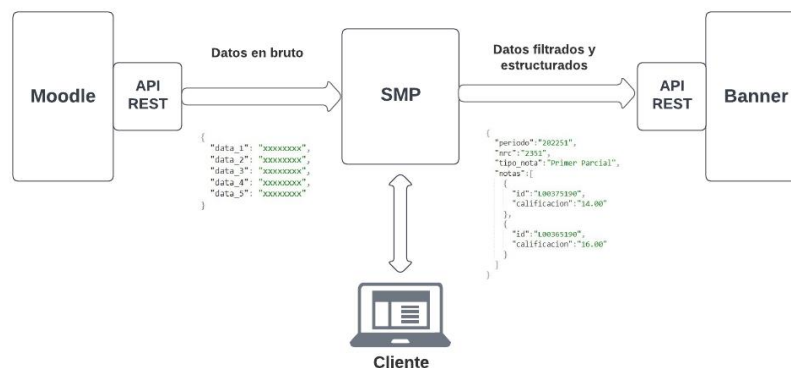 Moodle
API
REST
Datos en bruto
{
"data_1": "xxxxxxxx",
"data_2": "xxxxxxxx",
"data_3": "xxxxxxxx",
"data_4": "xxxxxxxx",
"data_5": "xxxxxxxx"
}
SMP
Datos filtrados y
estructurados
{
"periodo":"202251",
"nrc":"2351",
"tipo_nota":"Primer Parcial",
"notas":[
{
"id":"L00375190",
"calificacion":"14.00"
},
{
"id":"L00365190",
"calificacion":"16.00"
}
]
}
API
REST
Banner
Cliente